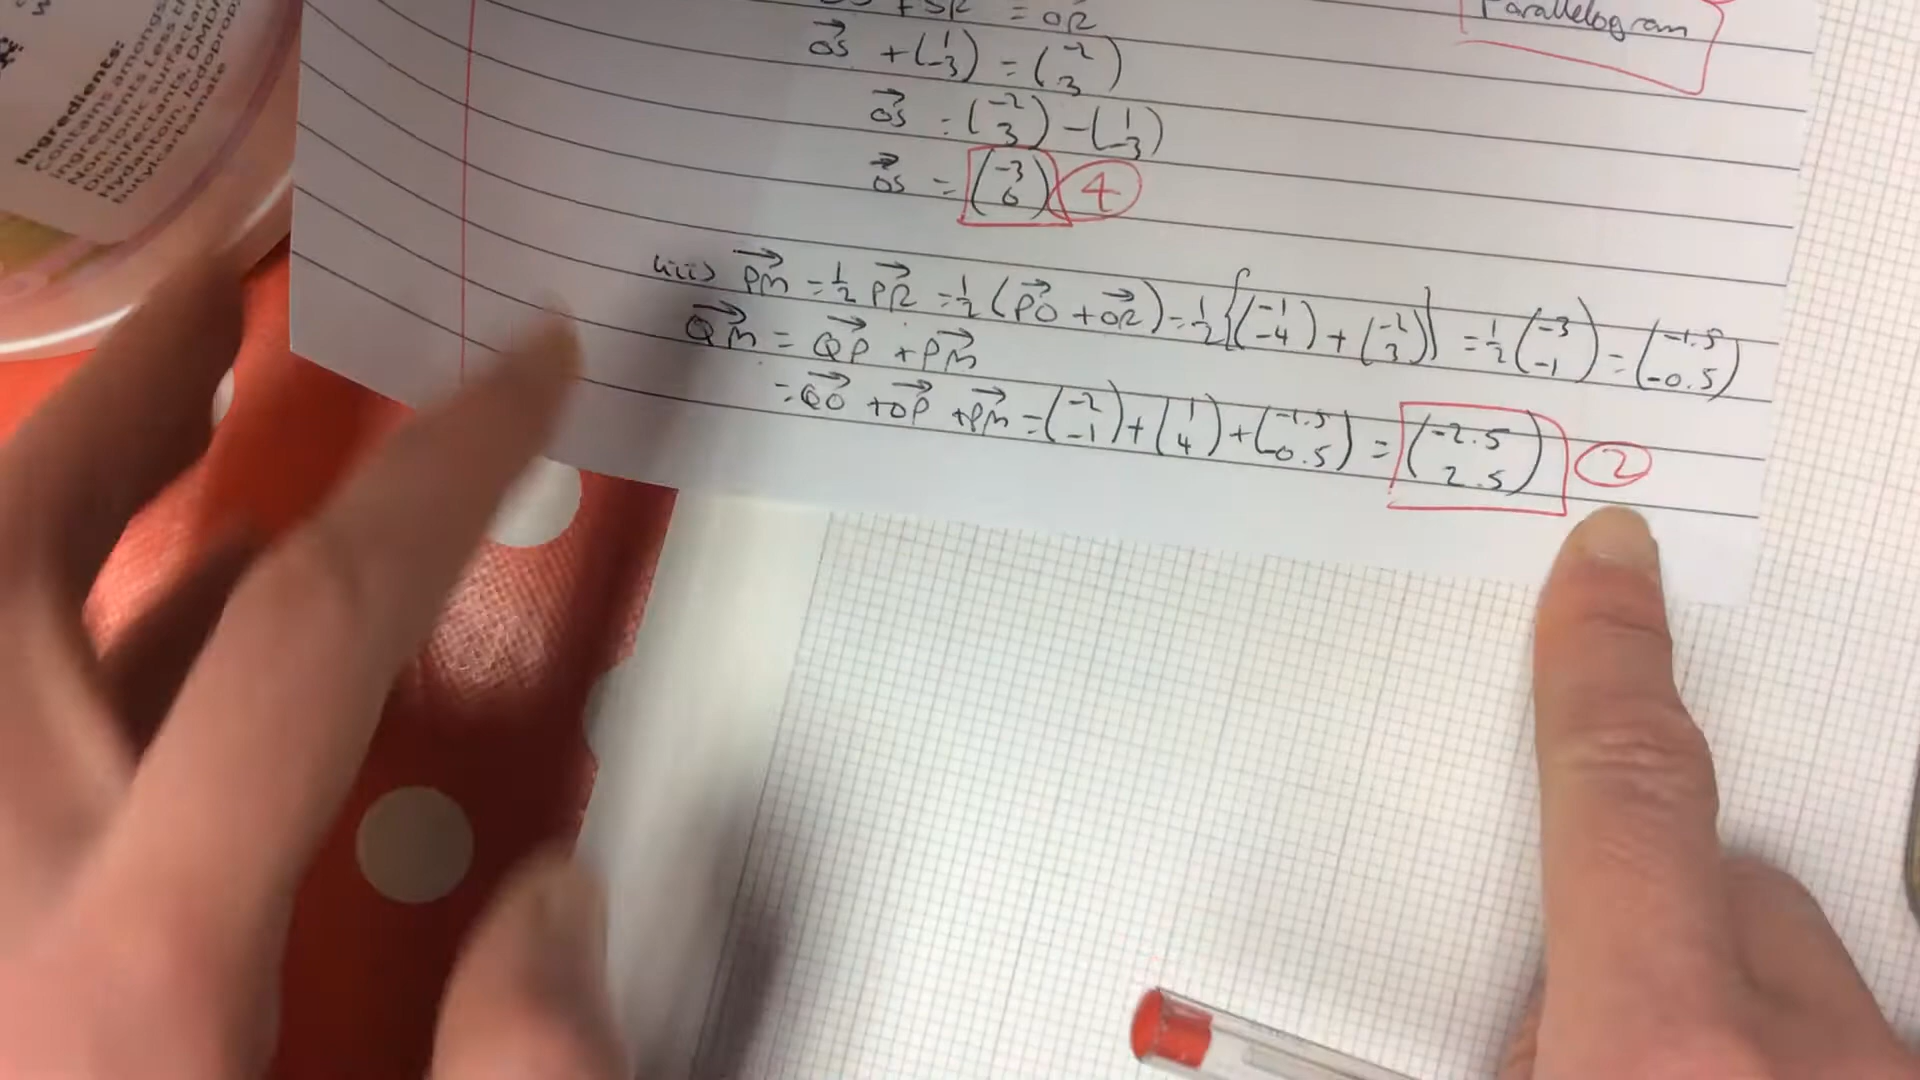 + SR = OR
Parallelogram
OS + (1 -3) = (-2 3)
OS = (-2 3) - (1 -3)
OS = (-3 6) 4
iii) PM = 1/2 PR = 1/2 (PO + OR) = 1/2 {(-1 -4) + (-2 3)} = 1/2 (-3 -1) = (-1.5 -0.5)
QM = QP + PM
= QO + OP + PM = (-2 -1) + (1 4) + (-1.5 -0.5) = (-2.5 2.5) 2
Ingredients:
Contains amongst
ingredients Less th
Non-ionic surfactan
Disinfectants, DMD
Hydantoin, Iodoprop
butylcarbamate